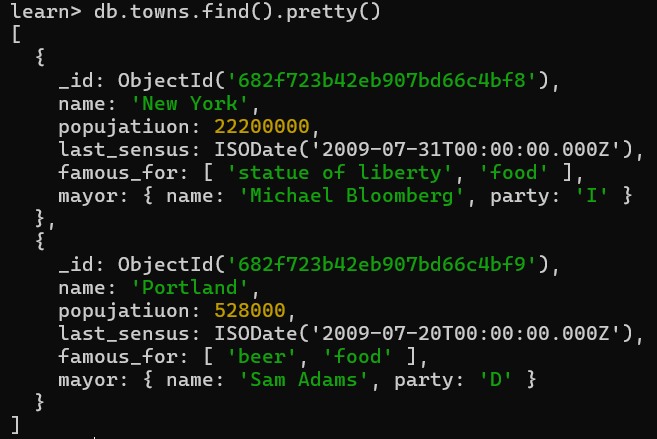 learn> db.towns.find().pretty()
[
  {
    _id: ObjectId('682f723b42eb907bd66c4bf8'),
    name: 'New York',
    popujatiuon: 22200000,
    last_sensus: ISODate('2009-07-31T00:00:00.000Z'),
    famous_for: [ 'statue of liberty', 'food' ],
    mayor: { name: 'Michael Bloomberg', party: 'I' }
  },
  {
    _id: ObjectId('682f723b42eb907bd66c4bf9'),
    name: 'Portland',
    popujatiuon: 528000,
    last_sensus: ISODate('2009-07-20T00:00:00.000Z'),
    famous_for: [ 'beer', 'food' ],
    mayor: { name: 'Sam Adams', party: 'D' }
  }
]